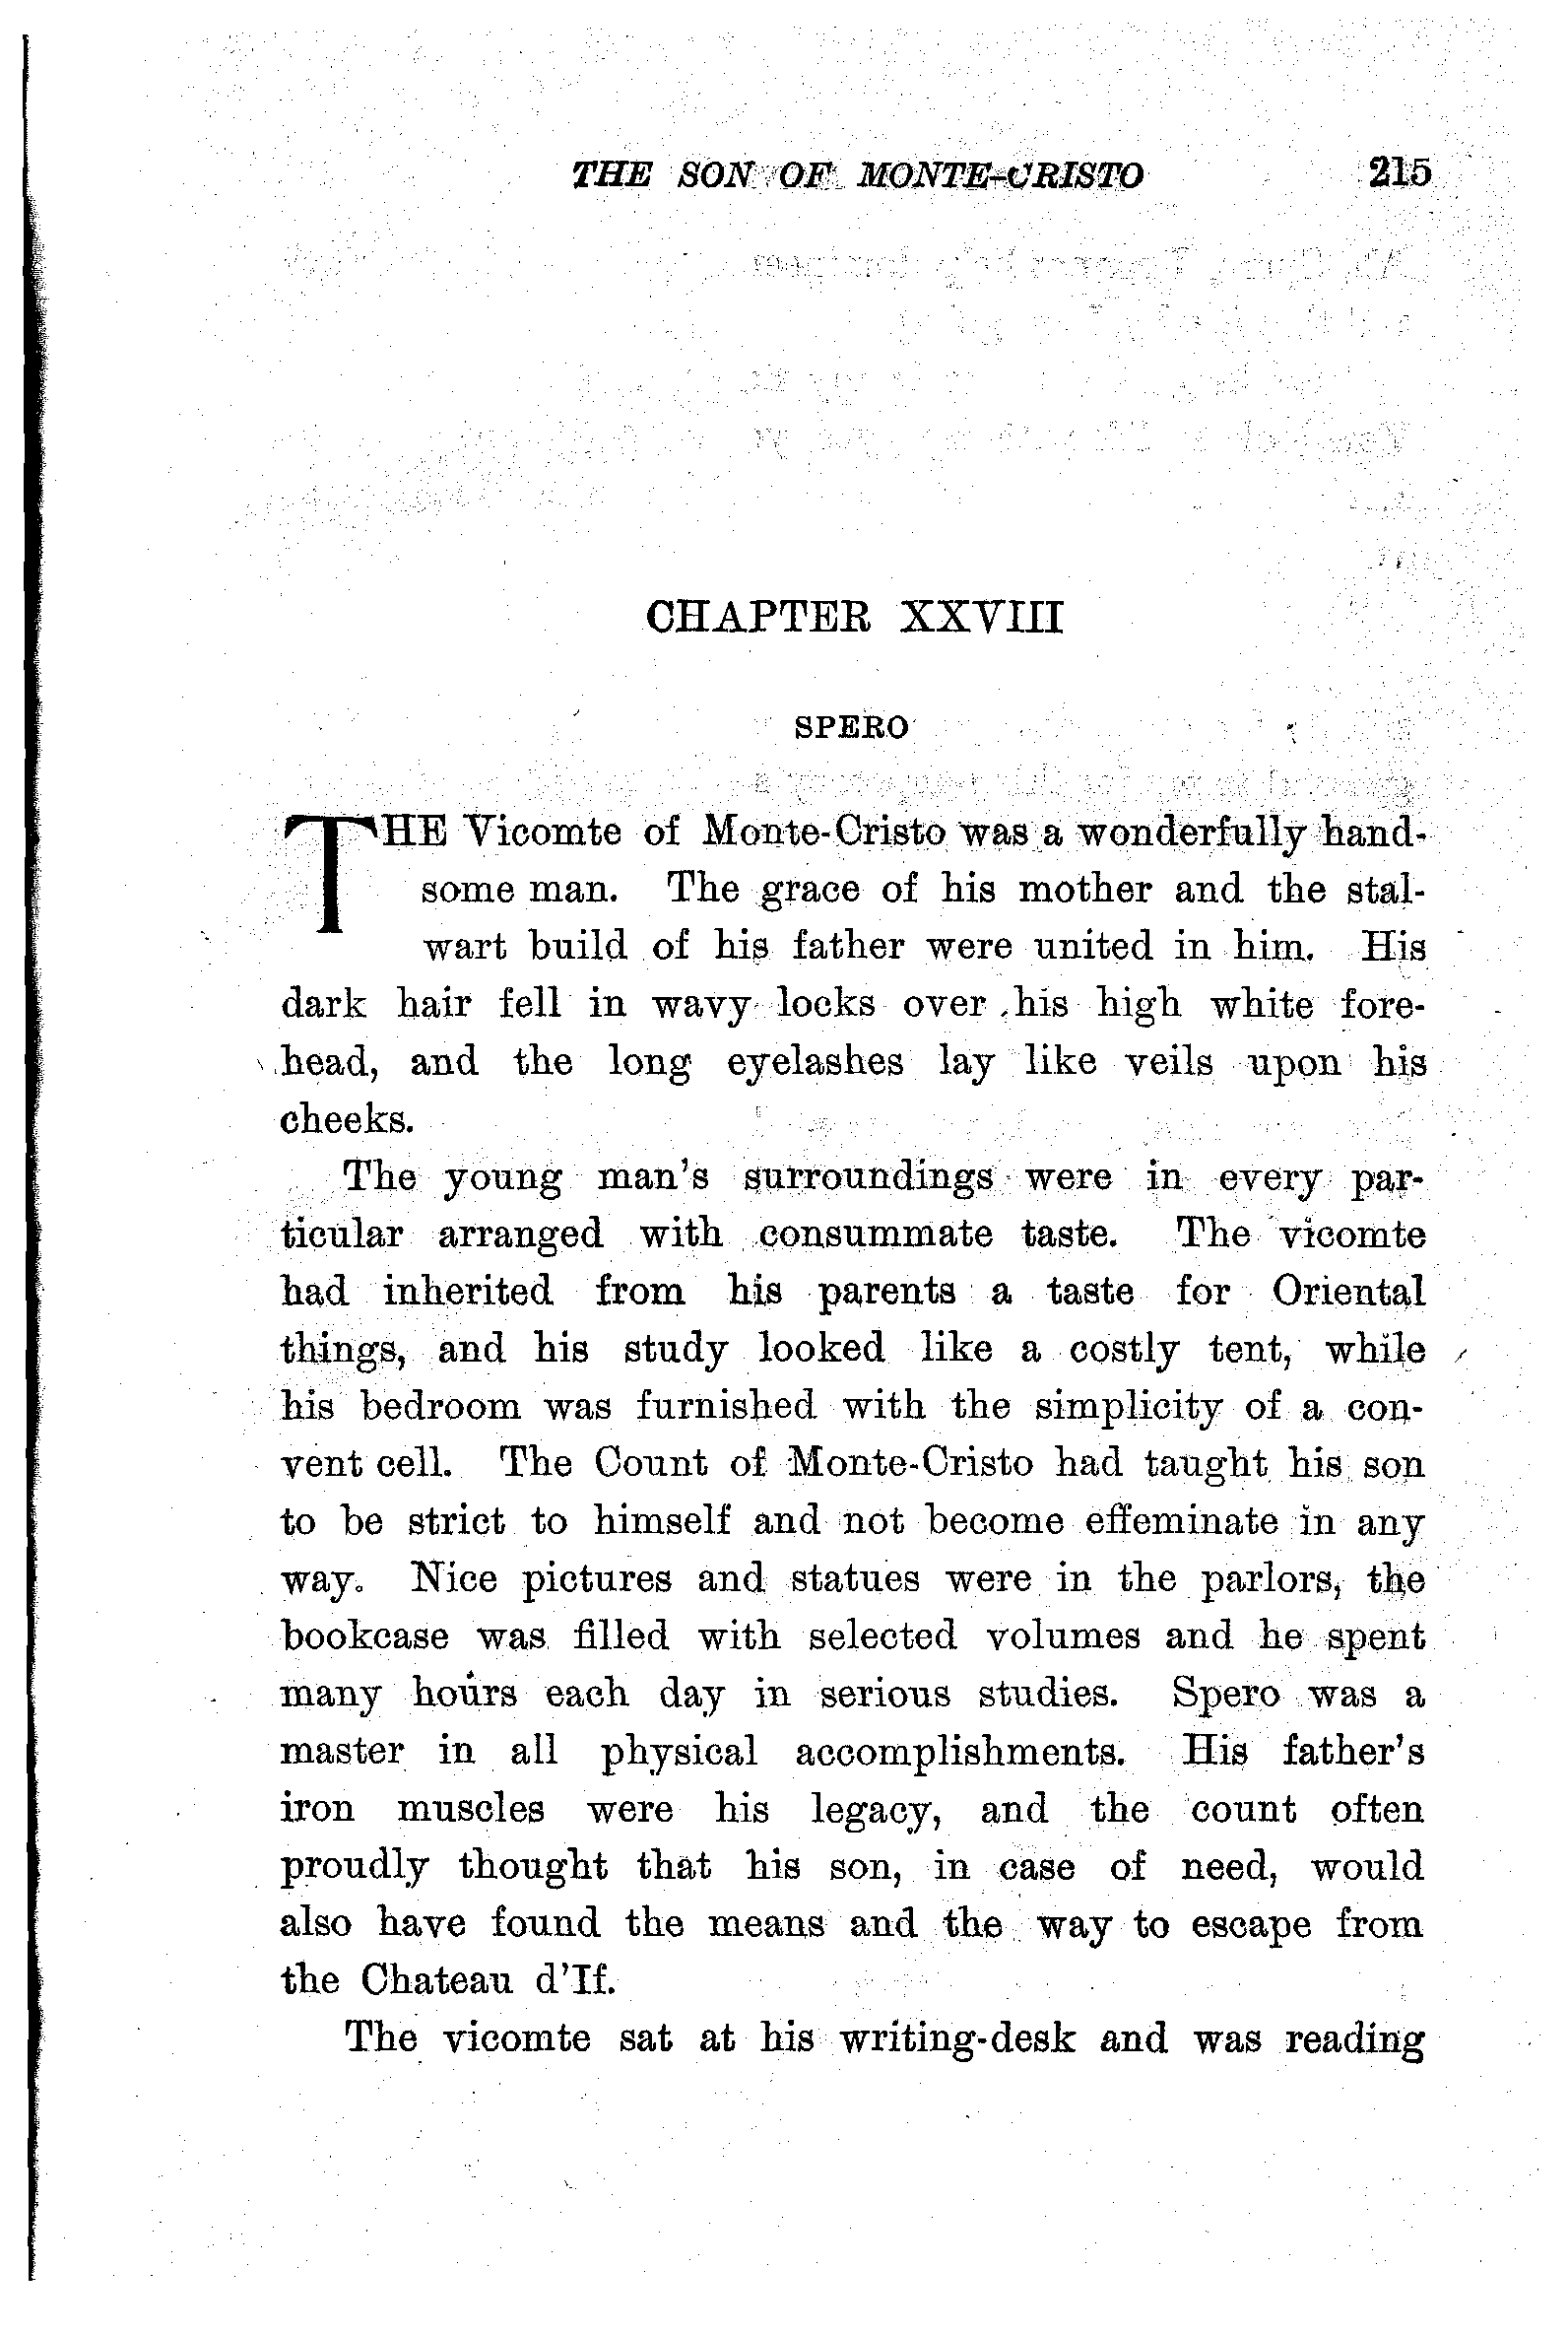 THE SON OF MONTE-CRISTO 215
CHAPTER XXVIII
SPERO
THE Vicomte of Monte-Cristo was a wonderfully hand-
some man. The grace of his mother and the stal-
wart build of his father were united in him. His
dark hair fell in wavy locks over his high white fore-
head, and the long eyelashes lay like veils upon his
cheeks.
The young man's surroundings were in every par-
ticular arranged with consummate taste. The vicomte
had inherited from his parents a taste for Oriental
things, and his study looked like a costly tent, while
his bedroom was furnished with the simplicity of a con-
vent cell. The Count of Monte-Cristo had taught his son
to be strict to himself and not become effeminate in any
way. Nice pictures and statues were in the parlors, the
bookcase was filled with selected volumes and he spent
many hours each day in serious studies. Spero was a
master in all physical accomplishments. His father's
iron muscles were his legacy, and the count often
proudly thought that his son, in case of need, would
also have found the means and the way to escape from
the Chateau d'If.
The vicomte sat at his writing-desk and was reading